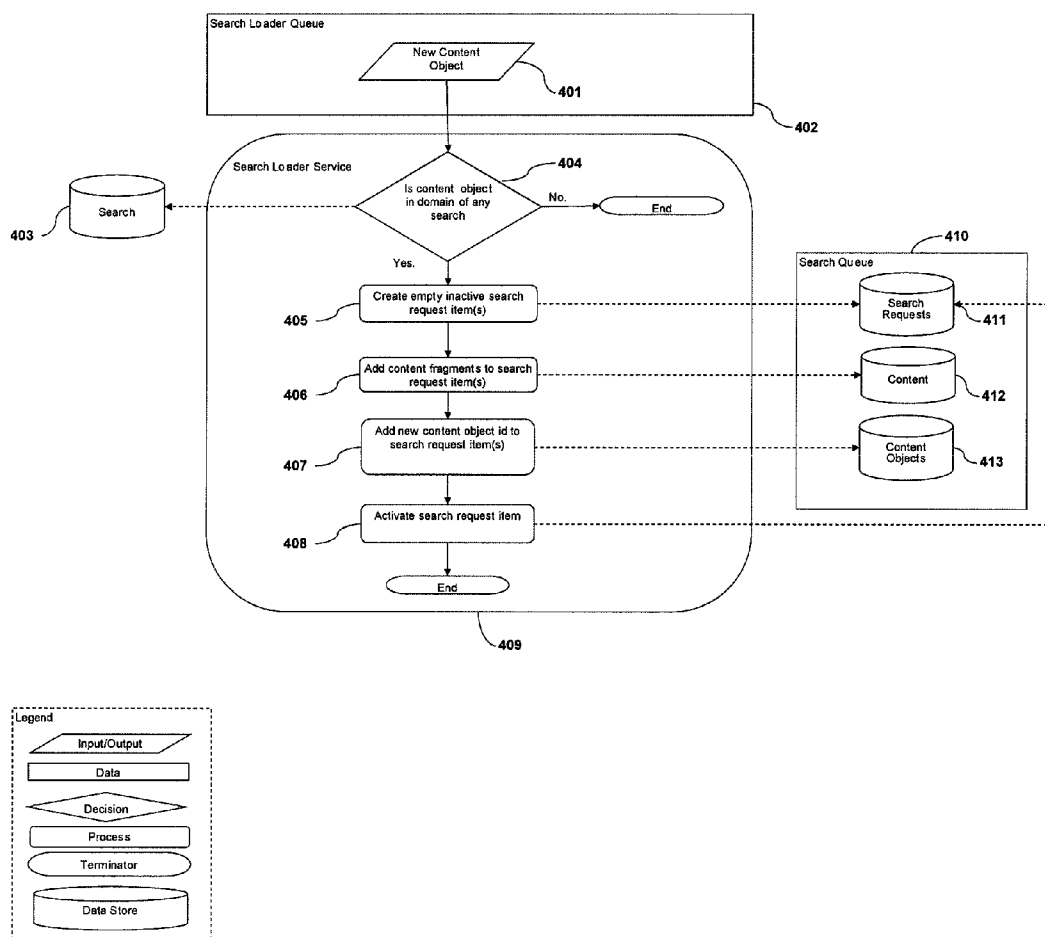 Search Loader Queue
New Content
Object
401
402
Search Loader Service
404
Is content object
in domain of any
search
No.
End
Search
403
Yes.
410
Search Queue
Create empty inactive search
request item(s)
405
Search
Requests
411
Add content fragments to search
request item(s)
406
Content
412
Add new content object id to
search request item(s)
407
Content
Objects
413
Activate search request item
408
End
409
Legend
Input/Output
Data
Decision
Process
Terminator
Data Store